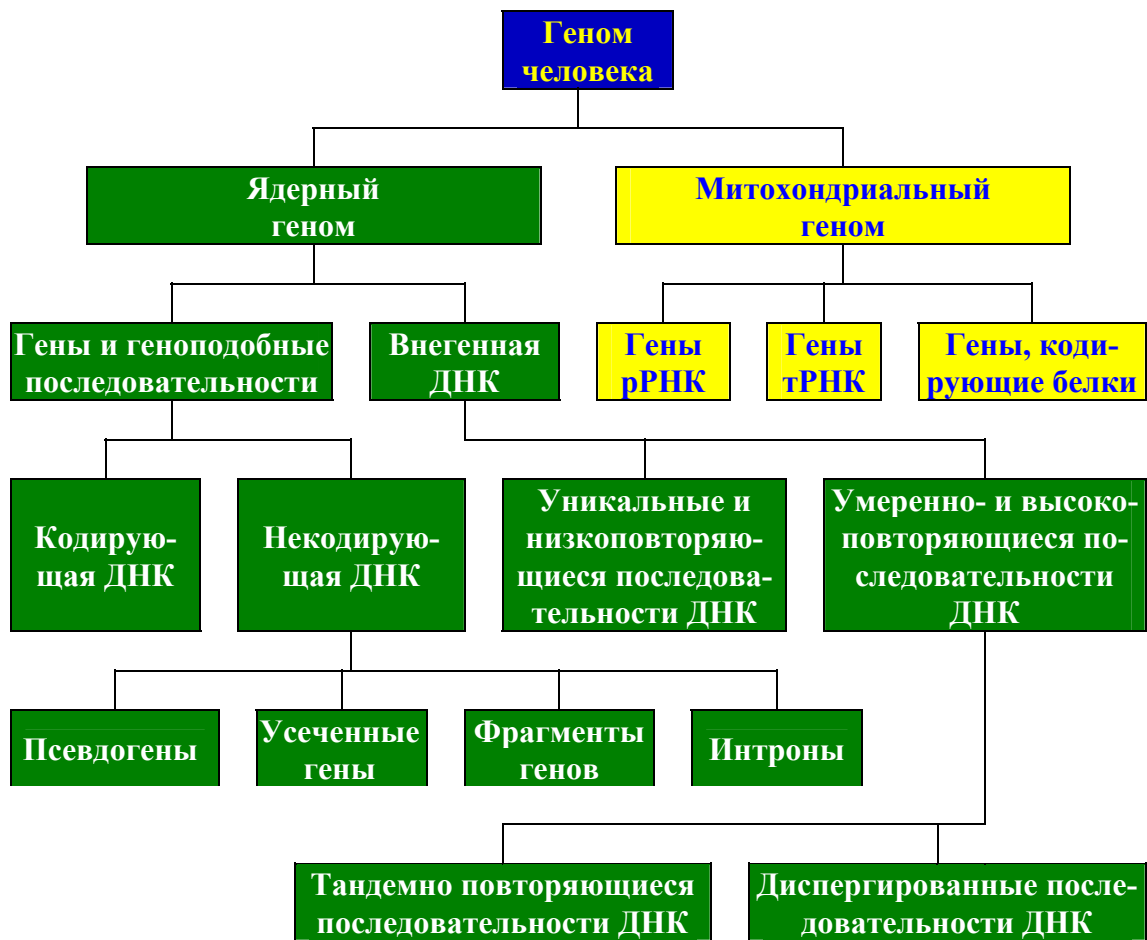 Геном
человека
Ядерный
геном
Митохондриальный
геном
Гены и геноподобные
последовательности
Внегенная
ДНК
Гены
рРНК
Гены
тРНК
Гены, коди-
рующие белки
Кодирую-
щая ДНК
Некодирую-
щая ДНК
Уникальные и
низкоповторяю-
щиеся последова-
тельности ДНК
Умеренно- и высоко-
повторяющиеся по-
следовательности
ДНК
Псевдогены
Усеченные
гены
Фрагменты
генов
Интроны
Тандемно повторяющиеся
последовательности ДНК
Диспергированные после-
довательности ДНК